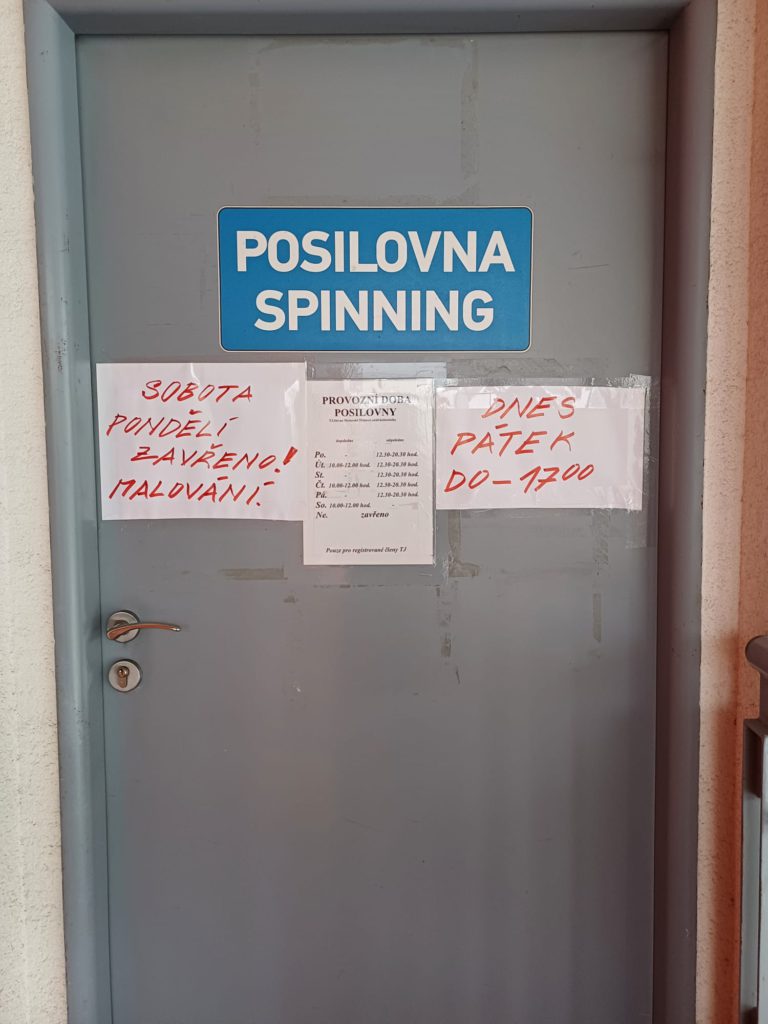 POSILOVNA
SPINNING
SOBOTA
PONDĚLÍ
ZAVŘENO!
MALOVÁNÍ.
PROVOZNÍ DOBA
POSILOVNY
dopoledne odpoledne
Po. - 12.30-20.30 hod.
Út. 10.00-12.00 hod. 12.30-20.30 hod.
St. - 12.30-20.30 hod.
Čt. 10.00-12.00 hod. 12.30-20.30 hod.
Pá. - 12.30-20.30 hod.
So. 10.00-12.00 hod. -
Ne. zavřeno
Pouze pro registrované členy TJ
DNES
PÁTEK
DO-17⁰⁰